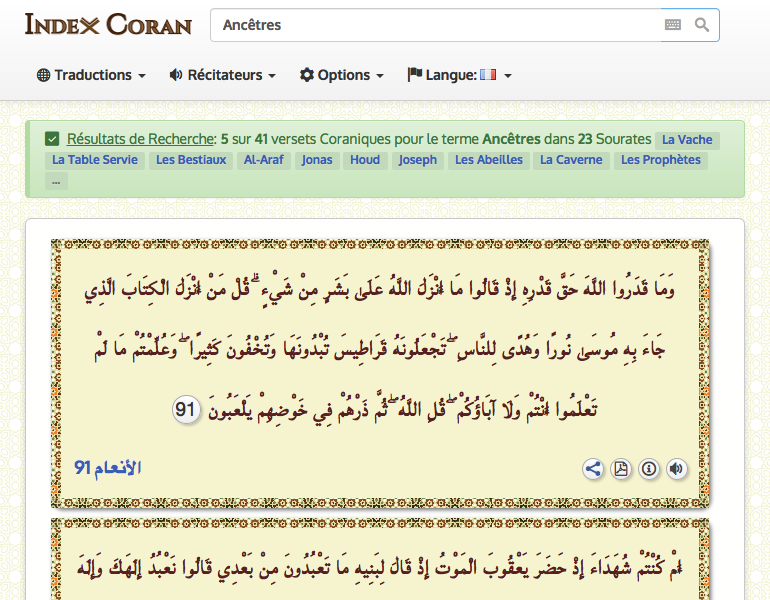 INDEX CORAN
Ancêtres
Traductions Récitateurs Options Langue:
Résultats de Recherche: 5 sur 41 versets Coraniques pour le terme Ancêtres dans 23 Sourates La Vache
La Table Servie Les Bestiaux Al-Araf Jonas Houd Joseph Les Abeilles La Caverne Les Prophètes
...
وَمَا قَدَرُوا اللَّهَ حَقَّ قَدْرِهِ إِذْ قَالُوا مَا أَنْزَلَ اللَّهُ عَلَىٰ بَشَرٍ مِنْ شَيْءٍ ۗ قُلْ مَنْ أَنْزَلَ الْكِتَابَ الَّذِي
جَاءَ بِهِ مُوسَىٰ نُورًا وَهُدًى لِلنَّاسِ ۖ تَجْعَلُونَهُ قَرَاطِيسَ تُبْدُونَهَا وَتُخْفُونَ كَثِيرًا ۖ وَعُلِّمْتُمْ مَا لَمْ
تَعْلَمُوا أَنْتُمْ وَلَا آبَاؤُكُمْ ۖ قُلِ اللَّهُ ۖ ثُمَّ ذَرْهُمْ فِي خَوْضِهِمْ يَلْعَبُونَ 91
الأنعام 91
أَمْ كُنْتُمْ شُهَدَاءَ إِذْ حَضَرَ يَعْقُوبَ الْمَوْتُ إِذْ قَالَ لِبَنِيهِ مَا تَعْبُدُونَ مِنْ بَعْدِي قَالُوا نَعْبُدُ إِلَٰهَكَ وَإِلَٰهَ